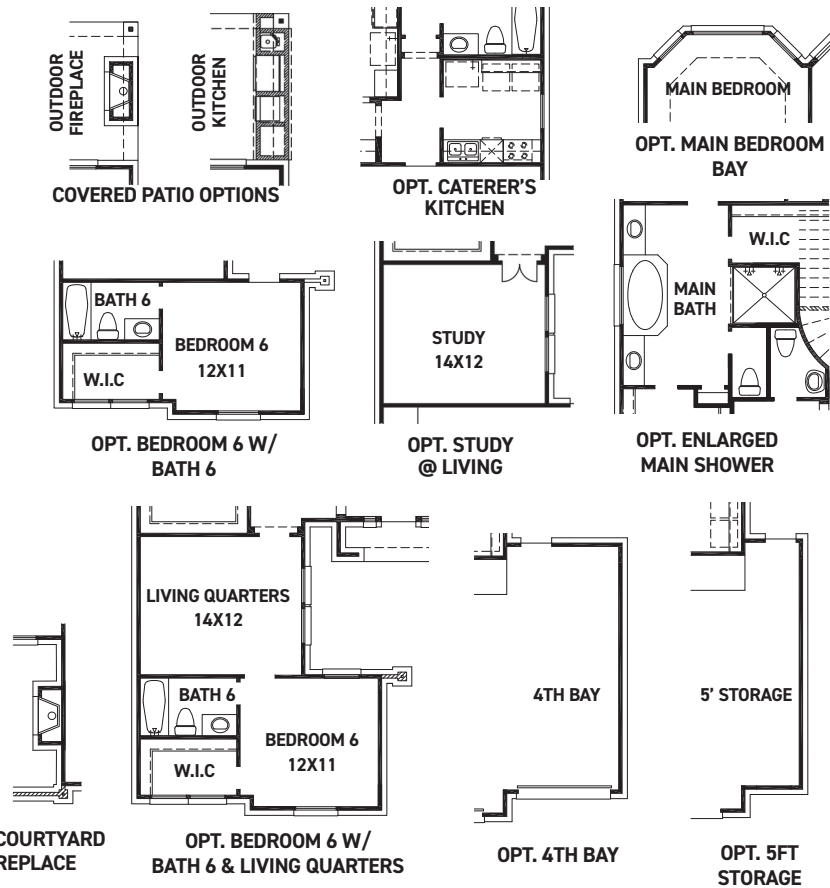 OUTDOOR
FIREPLACE
OUTDOOR
KITCHEN
COVERED PATIO OPTIONS
OPT. CATERER'S
KITCHEN
MAIN BEDROOM
OPT. MAIN BEDROOM
BAY
BATH 6
W.I.C
BEDROOM 6
12X11
OPT. BEDROOM 6 W/
BATH 6
STUDY
14X12
OPT. STUDY
@ LIVING
W.I.C
MAIN
BATH
OPT. ENLARGED
MAIN SHOWER
COURTYARD
REPLACE
LIVING QUARTERS
14X12
BATH 6
W.I.C
BEDROOM 6
12X11
OPT. BEDROOM 6 W/
BATH 6 & LIVING QUARTERS
4TH BAY
OPT. 4TH BAY
5' STORAGE
OPT. 5FT
STORAGE